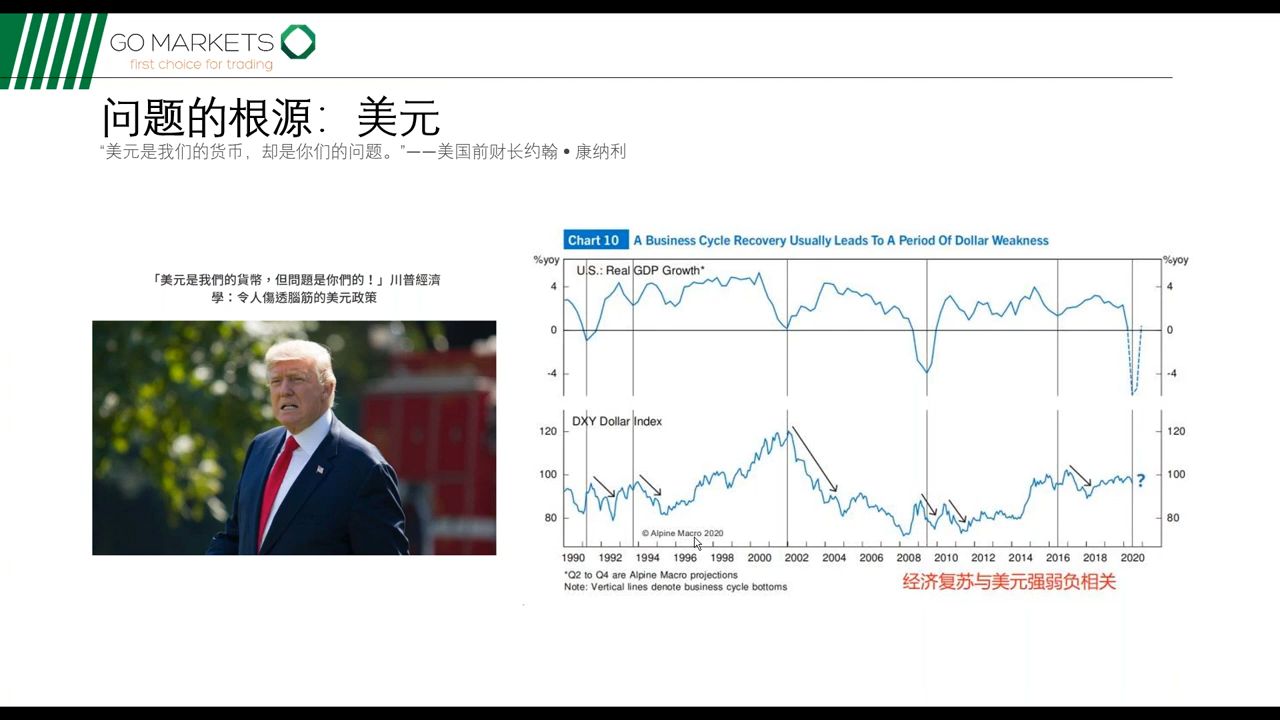 GO MARKETS
first choice for trading
问题的根源：美元
“美元是我们的货币，却是你们的问题。”——美国前财长约翰 • 康纳利
「美元是我們的貨幣，但問題是你們的！」川普經濟
學：令人傷透腦筋的美元政策
Chart 10 A Business Cycle Recovery Usually Leads To A Period Of Dollar Weakness
%yoy %yoy
U.S.: Real GDP Growth*
4 4
0 0
-4 -4
DXY Dollar Index
120 120
100 100
?
80 80
© Alpine Macro 2020
1990 1992 1994 1996 1998 2000 2002 2004 2006 2008 2010 2012 2014 2016 2018 2020
*Q2 to Q4 are Alpine Macro projections
Note: Vertical lines denote business cycle bottoms
经济复苏与美元强弱负相关